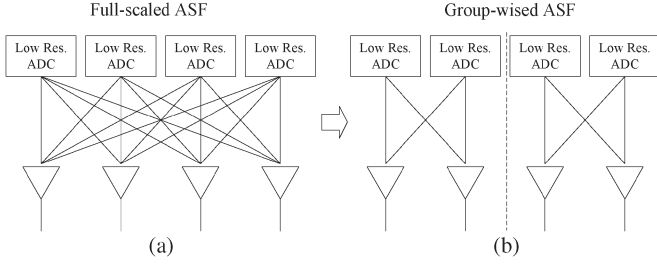 Full-scaled ASF
Group-wised ASF
Low Res.
ADC
Low Res.
ADC
Low Res.
ADC
Low Res.
ADC
Low Res.
ADC
Low Res.
ADC
Low Res.
ADC
Low Res.
ADC
(a)
(b)